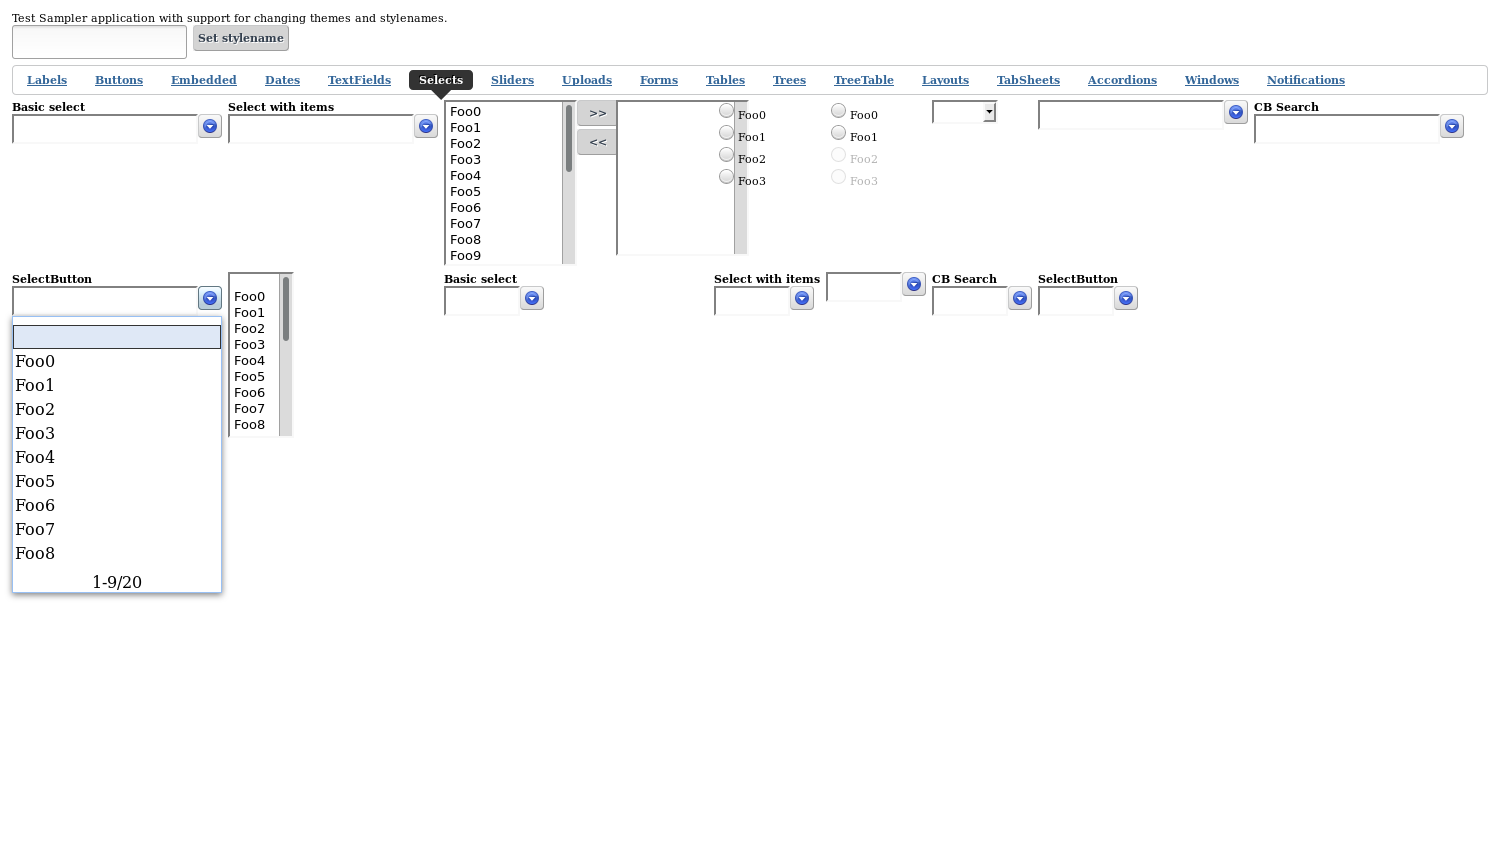 Test Sampler application with support for changing themes and stylenames.
Set stylename
Labels Buttons Embedded Dates TextFields Selects Sliders Uploads Forms Tables Trees TreeTable Layouts TabSheets Accordions Windows Notifications
Basic select
Select with items
Foo0
Foo1
Foo2
Foo3
Foo4
Foo5
Foo6
Foo7
Foo8
Foo9
>>
<<
Foo0
Foo1
Foo2
Foo3
Foo0
Foo1
Foo2
Foo3
CB Search
SelectButton
Foo0
Foo1
Foo2
Foo3
Foo4
Foo5
Foo6
Foo7
Foo8
1-9/20
Foo0
Foo1
Foo2
Foo3
Foo4
Foo5
Foo6
Foo7
Foo8
Basic select
Select with items
CB Search
SelectButton